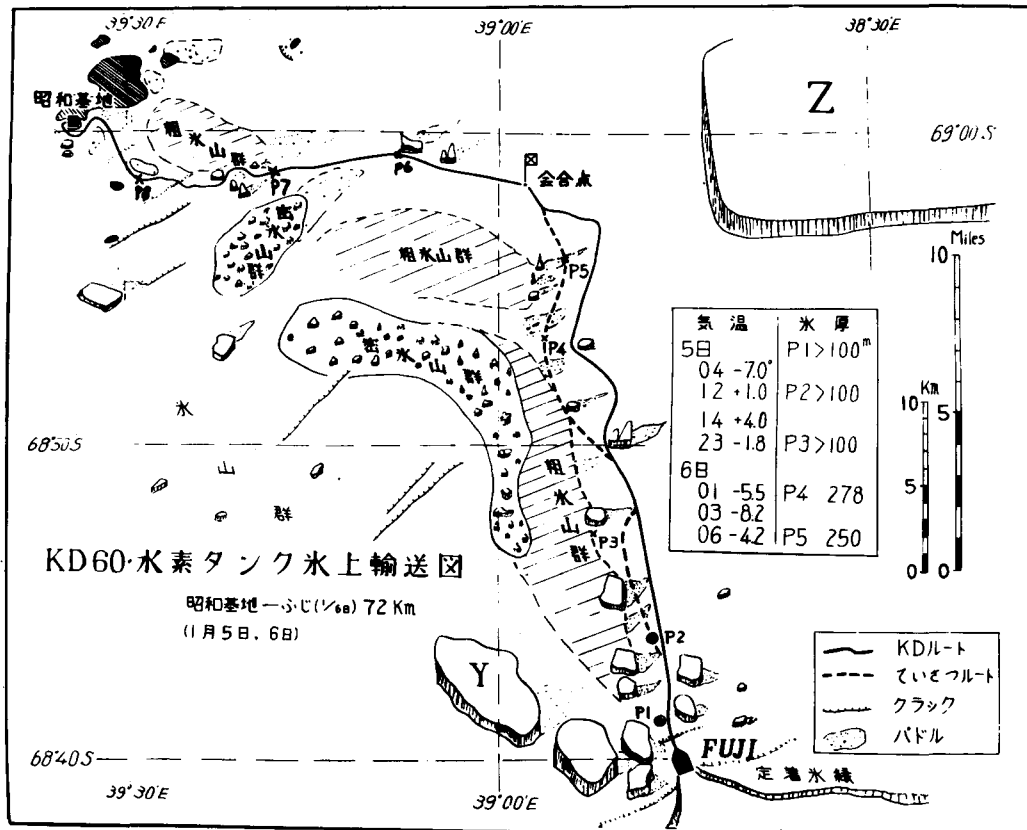 39°30′E
39°00′E
38°30′E
昭和基地
粗氷山群
69°00S
Z
会合点
P8
P7
P6
密氷山群
粗氷山群
P5
P4
密氷山群
Miles
10
5
0
Km
10
5
0
気温 氷厚
5日 P1>100m
04 -7.0°
12 +1.0 P2>100
14 +4.0
23 -1.8 P3>100
6日
01 -5.5 P4 278
03 -8.2
06 -4.2 P5 250
68°50S
氷山群
粗氷山群
P3
KD60・水素タンク氷上輸送図
昭和基地ーふじ(1/6日) 72Km
(1月5日、6日)
P2
Y
P1
FUJI
KDルート
ていさつルート
クラック
パドル
68°40S
定着氷縁
39°30′E
39°00′E